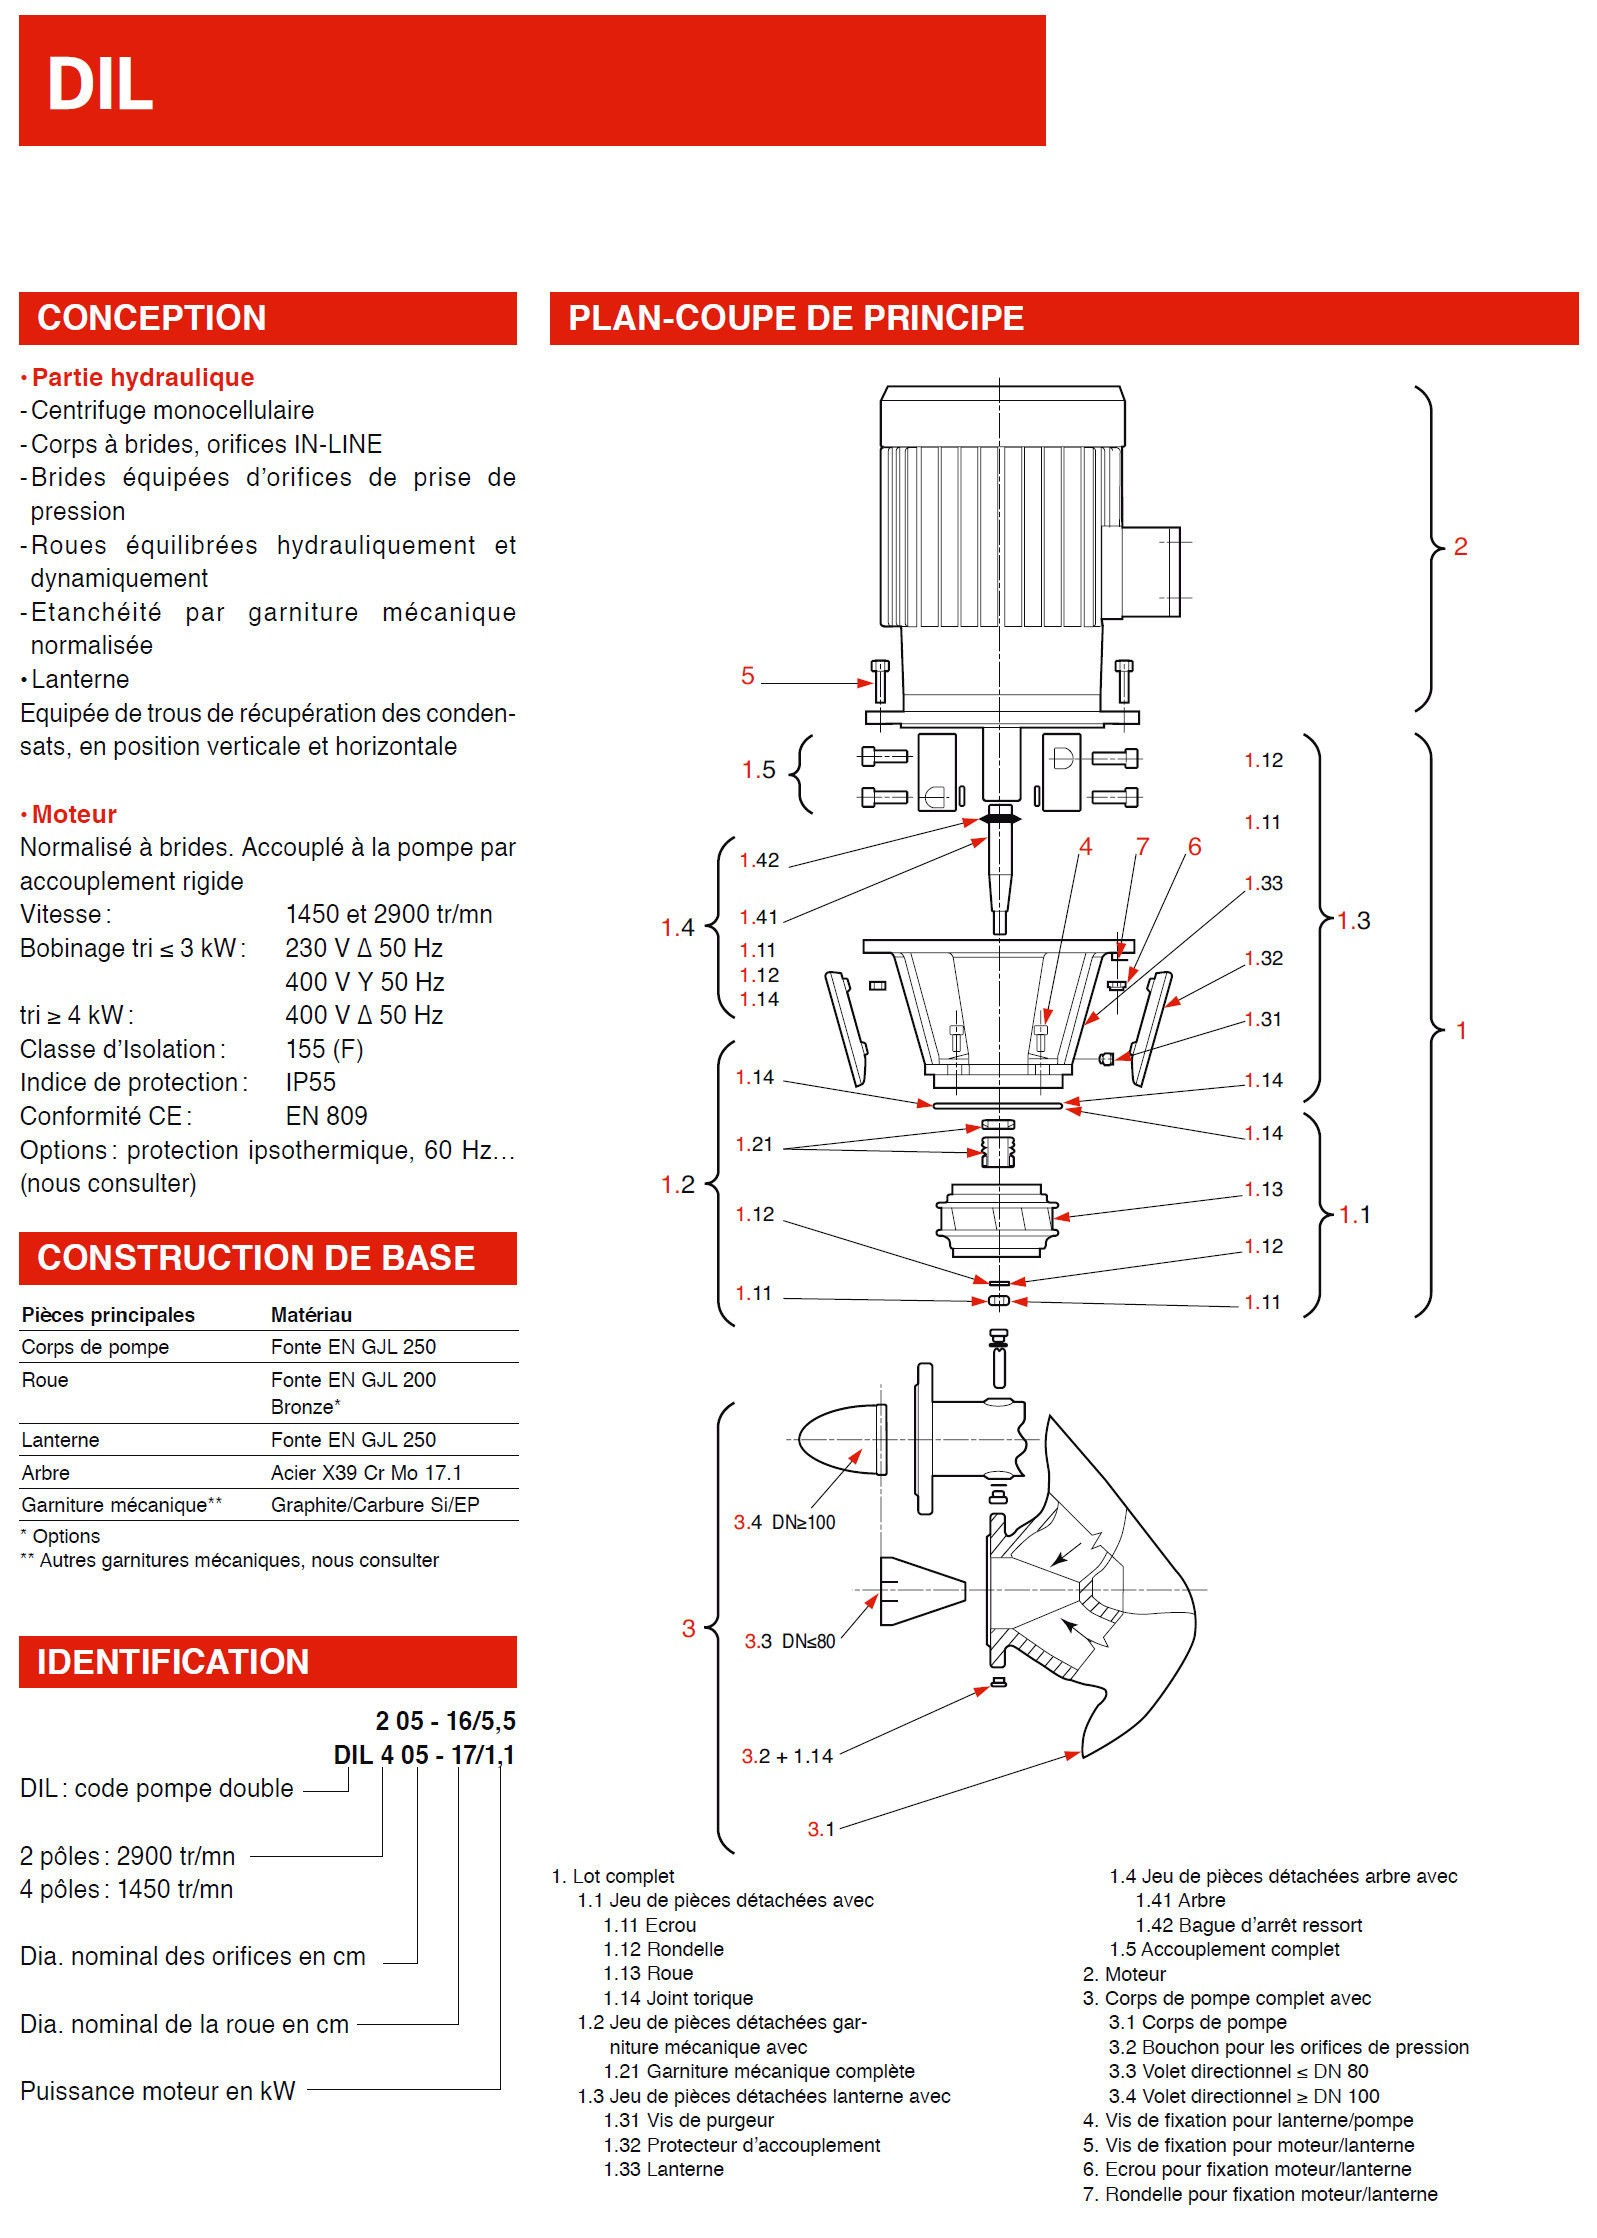 DIL
CONCEPTION
• Partie hydraulique
- Centrifuge monocellulaire
- Corps à brides, orifices IN-LINE
- Brides équipées d’orifices de prise de
pression
- Roues équilibrées hydrauliquement et
dynamiquement
- Etanchéité par garniture mécanique
normalisée
• Lanterne
Equipée de trous de récupération des conden-
sats, en position verticale et horizontale
• Moteur
Normalisé à brides. Accouplé à la pompe par
accouplement rigide
Vitesse : 1450 et 2900 tr/mn
Bobinage tri ≤ 3 kW : 230 V Δ 50 Hz
400 V Y 50 Hz
tri ≥ 4 kW : 400 V Δ 50 Hz
Classe d’Isolation : 155 (F)
Indice de protection : IP55
Conformité CE : EN 809
Options : protection ipsothermique, 60 Hz…
(nous consulter)
CONSTRUCTION DE BASE
Pièces principales Matériau
Corps de pompe Fonte EN GJL 250
Roue Fonte EN GJL 200
Bronze*
Lanterne Fonte EN GJL 250
Arbre Acier X39 Cr Mo 17.1
Garniture mécanique** Graphite/Carbure Si/EP
* Options
** Autres garnitures mécaniques, nous consulter
IDENTIFICATION
2 05 - 16/5,5
DIL 4 05 - 17/1,1
DIL : code pompe double
2 pôles : 2900 tr/mn
4 pôles : 1450 tr/mn
Dia. nominal des orifices en cm
Dia. nominal de la roue en cm
Puissance moteur en kW
PLAN-COUPE DE PRINCIPE
2
5
1.5
1.12
1.11
4 7 6
1.42
1.33
1.41
1.4
1.3
1.11
1.32
1.12
1.14
1.31
1
1.14
1.14
1.14
1.21
1.2
1.13
1.12
1.1
1.12
1.11
1.11
3.4 DN≥100
3
3.3 DN≤80
3.2 + 1.14
3.1
1. Lot complet
1.1 Jeu de pièces détachées avec
1.11 Ecrou
1.12 Rondelle
1.13 Roue
1.14 Joint torique
1.2 Jeu de pièces détachées gar-
niture mécanique avec
1.21 Garniture mécanique complète
1.3 Jeu de pièces détachées lanterne avec
1.31 Vis de purgeur
1.32 Protecteur d’accouplement
1.33 Lanterne
1.4 Jeu de pièces détachées arbre avec
1.41 Arbre
1.42 Bague d’arrêt ressort
1.5 Accouplement complet
2. Moteur
3. Corps de pompe complet avec
3.1 Corps de pompe
3.2 Bouchon pour les orifices de pression
3.3 Volet directionnel ≤ DN 80
3.4 Volet directionnel ≥ DN 100
4. Vis de fixation pour lanterne/pompe
5. Vis de fixation pour moteur/lanterne
6. Ecrou pour fixation moteur/lanterne
7. Rondelle pour fixation moteur/lanterne